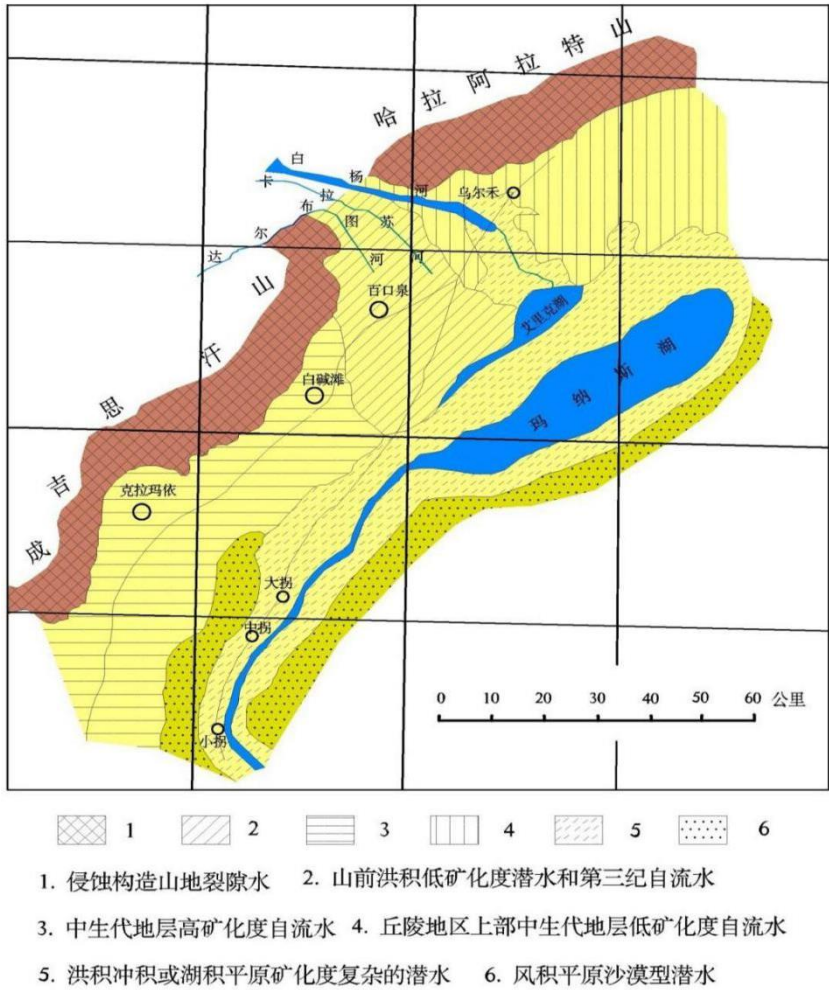 哈拉阿拉特山
白杨河
卡拉苏河
达尔布图河
乌尔禾
成吉思汗山
百口泉
艾里克湖
玛纳斯湖
白碱滩
克拉玛依
大拐
中拐
小拐
0 10 20 30 40 50 60 公里
1 2 3 4 5 6
1. 侵蚀构造山地裂隙水 2. 山前洪积低矿化度潜水和第三纪自流水
3. 中生代地层高矿化度自流水 4. 丘陵地区上部中生代地层低矿化度自流水
5. 洪积冲积或湖积平原矿化度复杂的潜水 6. 风积平原沙漠型潜水